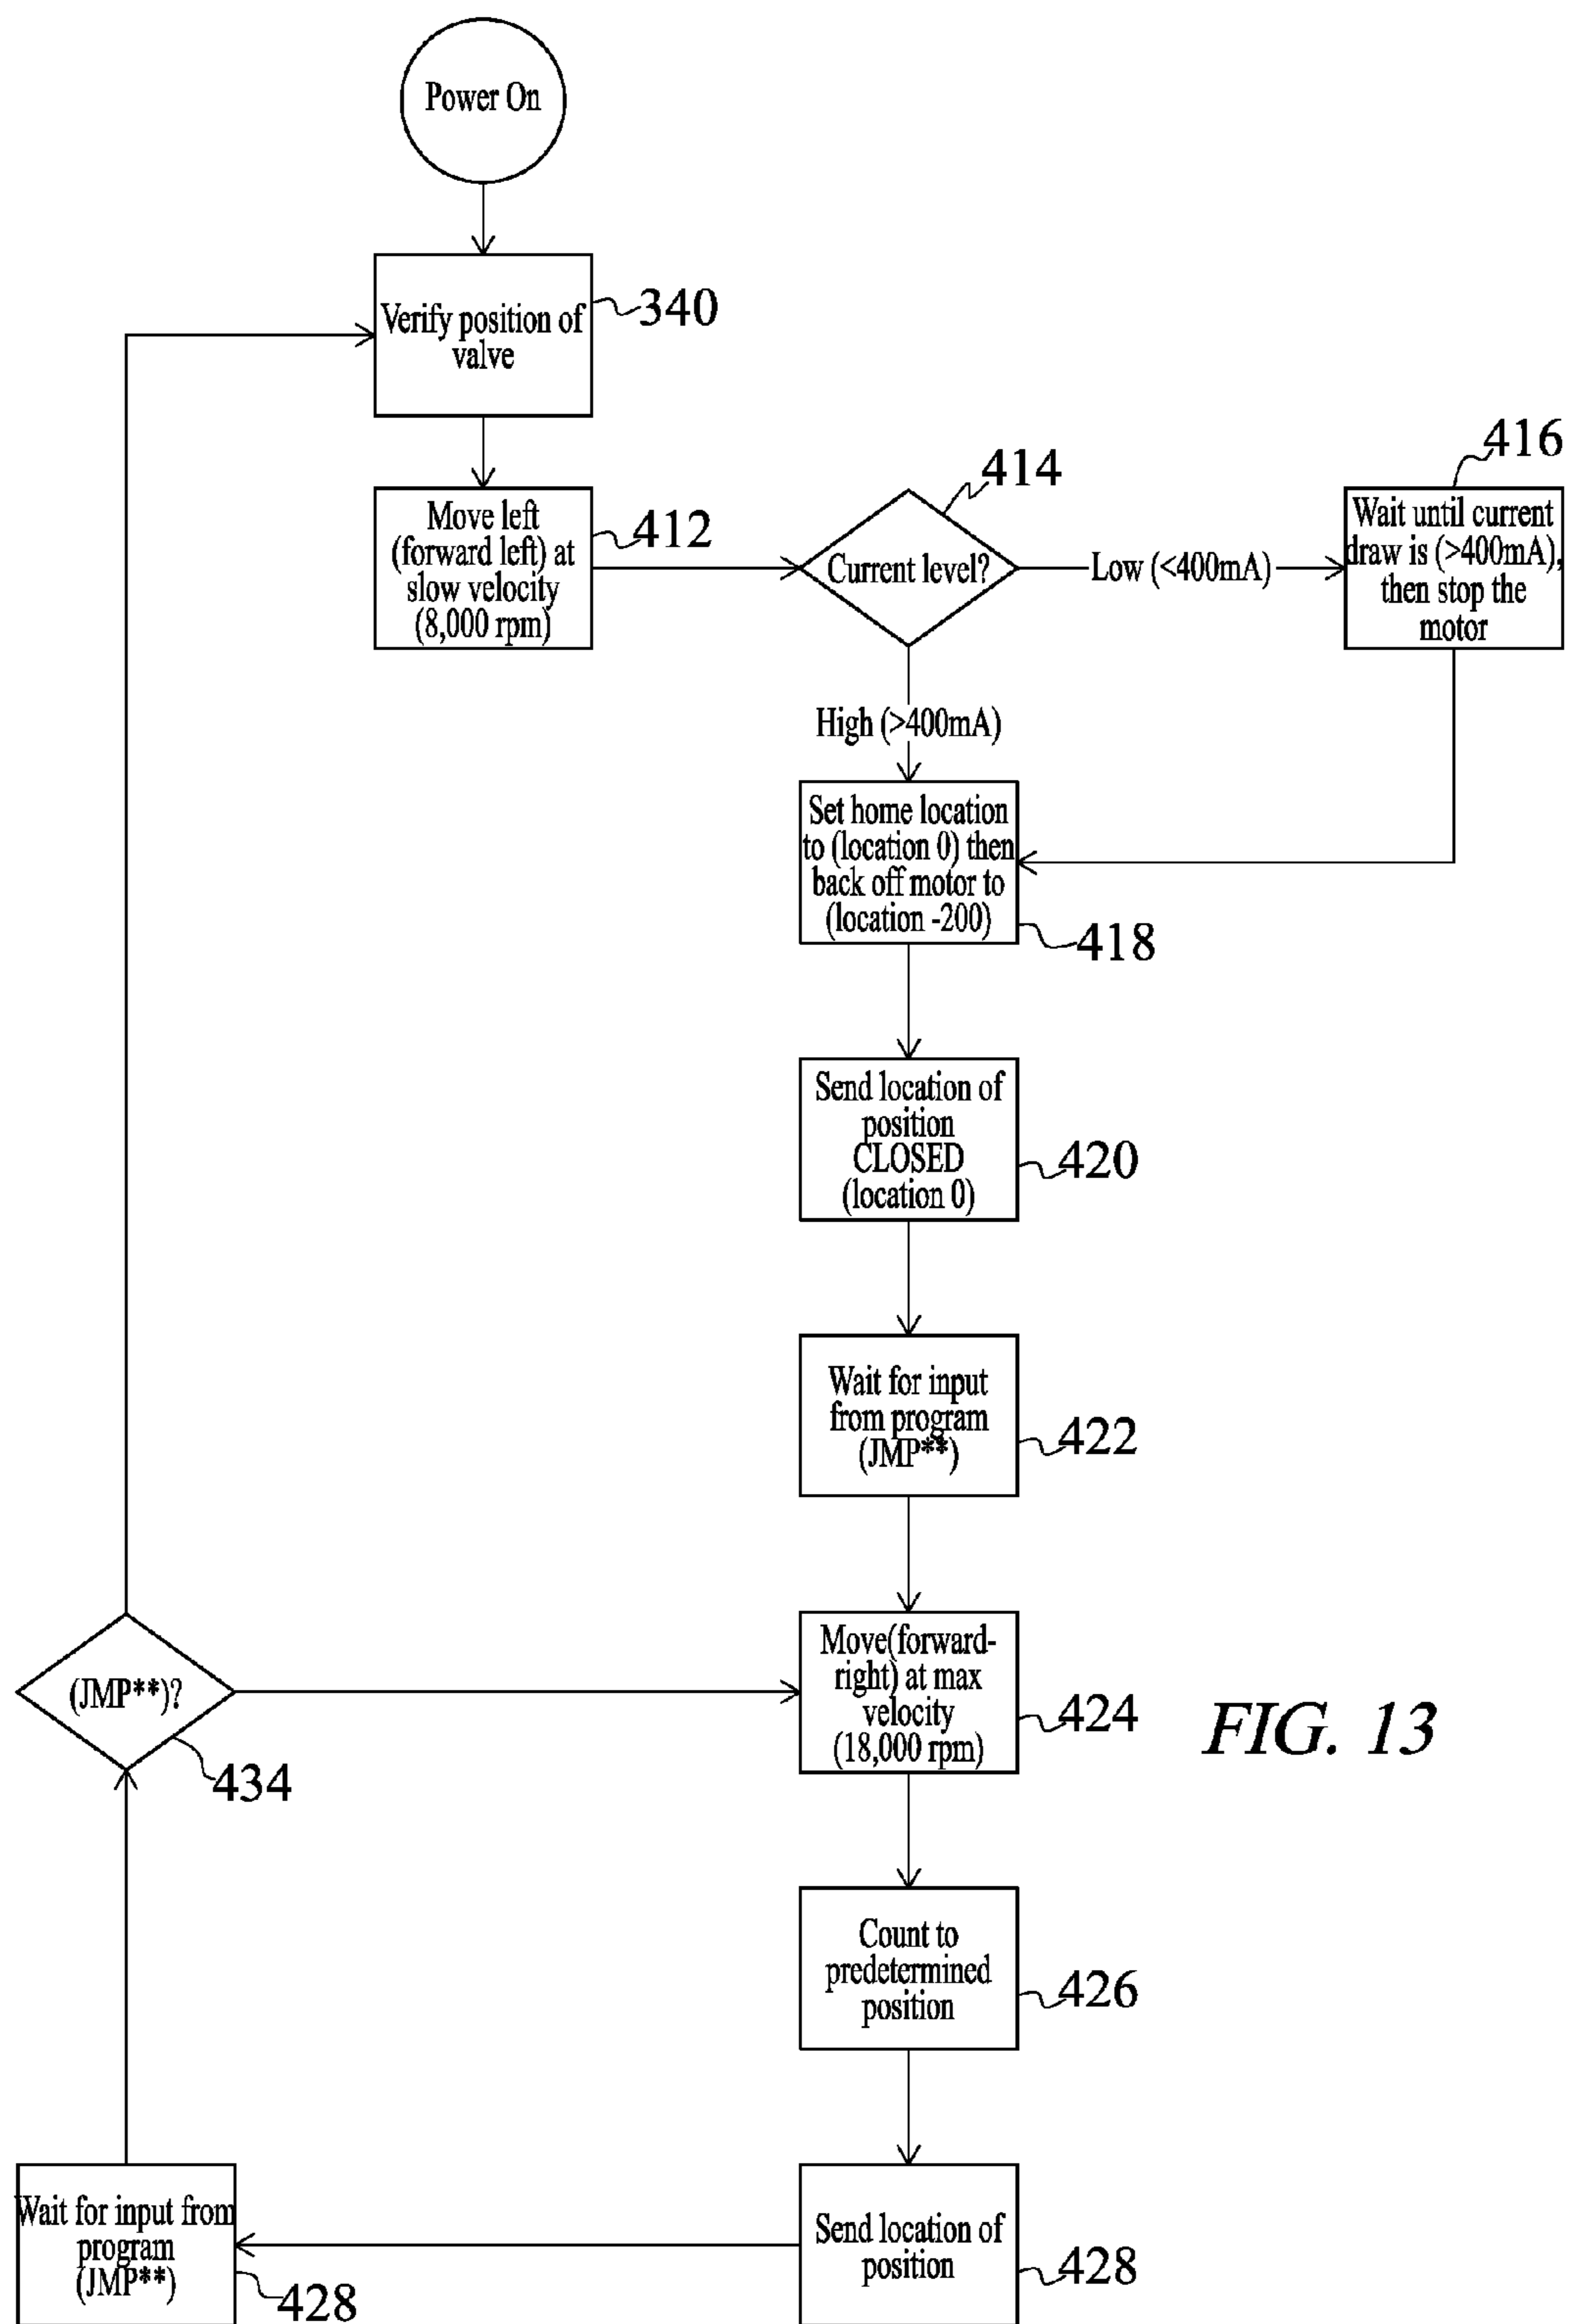 Power On
Verify position of
valve
340
Move left
(forward left) at
slow velocity
(8,000 rpm)
412
Current level?
414
Low (<400mA)
416
Wait until current
draw is (>400mA),
then stop the
motor
High (>400mA)
Set home location
to (location 0) then
back off motor to
(location -200)
418
Send location of
position
CLOSED
(location 0)
420
Wait for input
from program
(JMP**)
422
(JMP**)?
434
Move(forward-
right) at max
velocity
(18,000 rpm)
424
FIG. 13
Count to
predetermined
position
426
Send location of
position
428
Wait for input from
program
(JMP**)
428